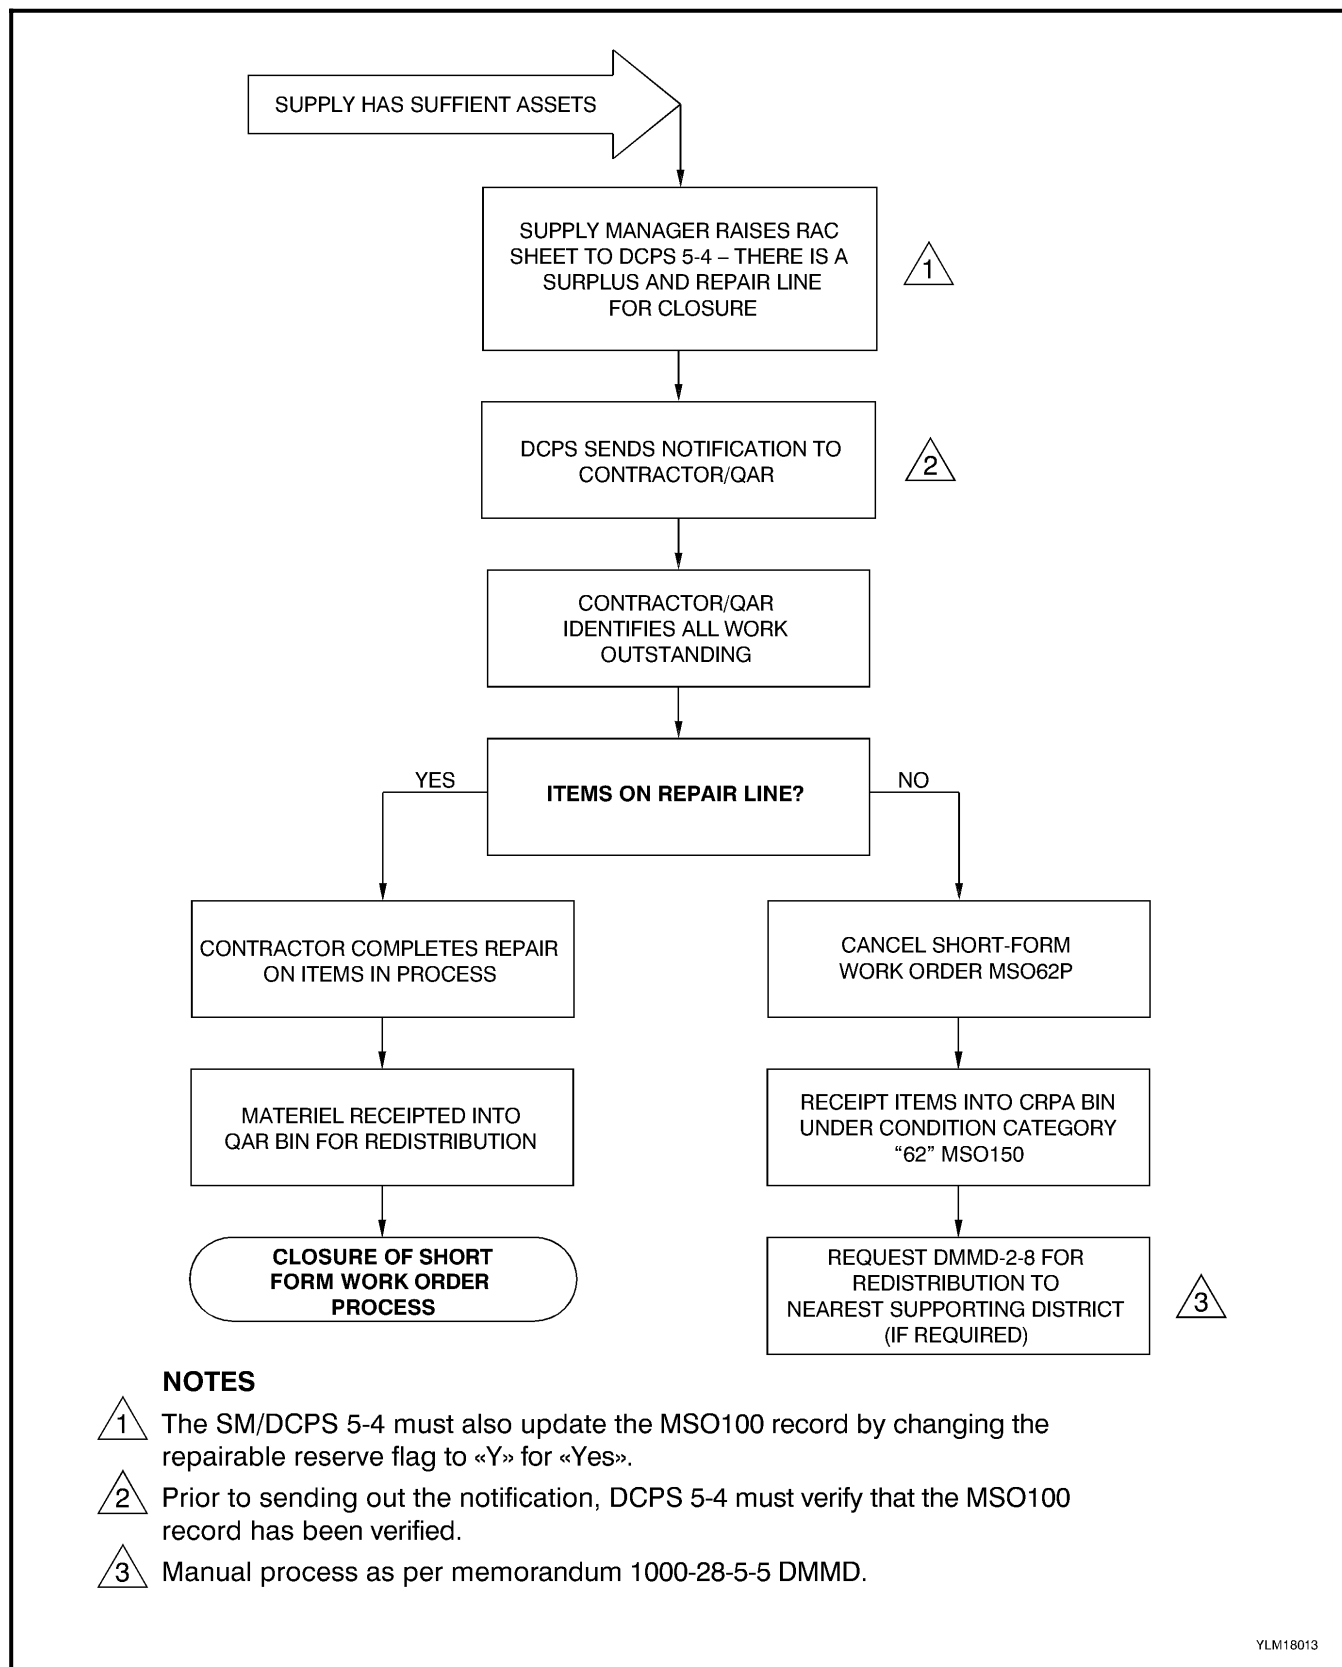 SUPPLY HAS SUFFIENT ASSETS
SUPPLY MANAGER RAISES RAC
SHEET TO DCPS 5-4 – THERE IS A
SURPLUS AND REPAIR LINE
FOR CLOSURE
1
DCPS SENDS NOTIFICATION TO
CONTRACTOR/QAR
2
CONTRACTOR/QAR
IDENTIFIES ALL WORK
OUTSTANDING
YES
ITEMS ON REPAIR LINE?
NO
CONTRACTOR COMPLETES REPAIR
ON ITEMS IN PROCESS
CANCEL SHORT-FORM
WORK ORDER MSO62P
MATERIEL RECEIPTED INTO
QAR BIN FOR REDISTRIBUTION
RECEIPT ITEMS INTO CRPA BIN
UNDER CONDITION CATEGORY
“62” MSO150
CLOSURE OF SHORT
FORM WORK ORDER
PROCESS
REQUEST DMMD-2-8 FOR
REDISTRIBUTION TO
NEAREST SUPPORTING DISTRICT
(IF REQUIRED)
3
NOTES
1 The SM/DCPS 5-4 must also update the MSO100 record by changing the
repairable reserve flag to «Y» for «Yes».
2 Prior to sending out the notification, DCPS 5-4 must verify that the MSO100
record has been verified.
3 Manual process as per memorandum 1000-28-5-5 DMMD.
YLM18013